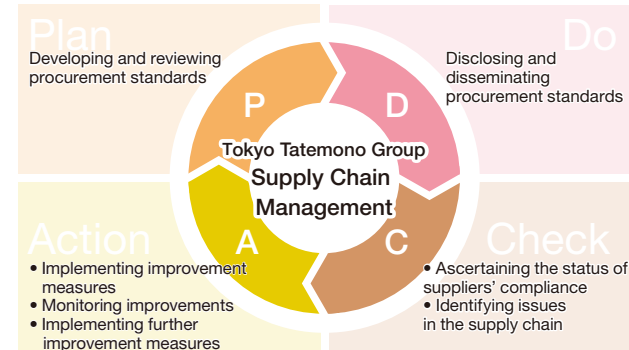 Plan
Developing and reviewing
procurement standards
Do
Disclosing and
disseminating
procurement standards
P
D
Tokyo Tatemono Group
Supply Chain
Management
A
C
Action
• Implementing improvement
measures
• Monitoring improvements
• Implementing further
improvement measures
Check
• Ascertaining the status of
suppliers' compliance
• Identifying issues
in the supply chain